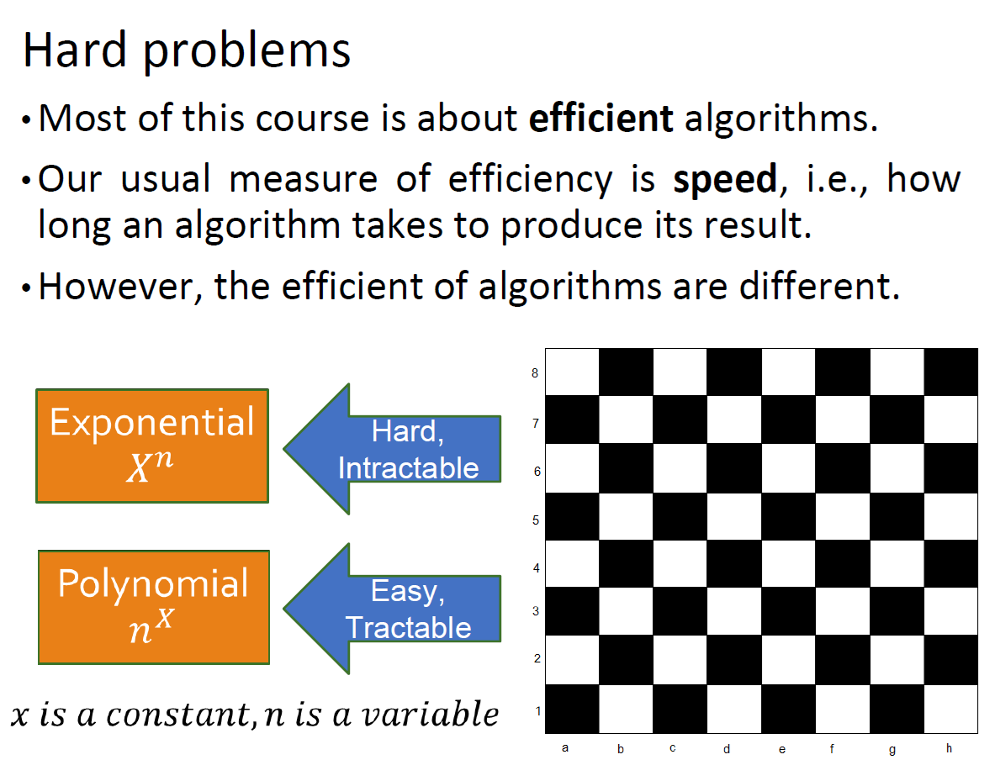 Hard problems
• Most of this course is about efficient algorithms.
• Our usual measure of efficiency is speed, i.e., how
long an algorithm takes to produce its result.
• However, the efficient of algorithms are different.
Exponential
Xⁿ
Hard,
Intractable
Polynomial
n^X
Easy,
Tractable
x is a constant, n is a variable
8
7
6
5
4
3
2
1
a b c d e f g h